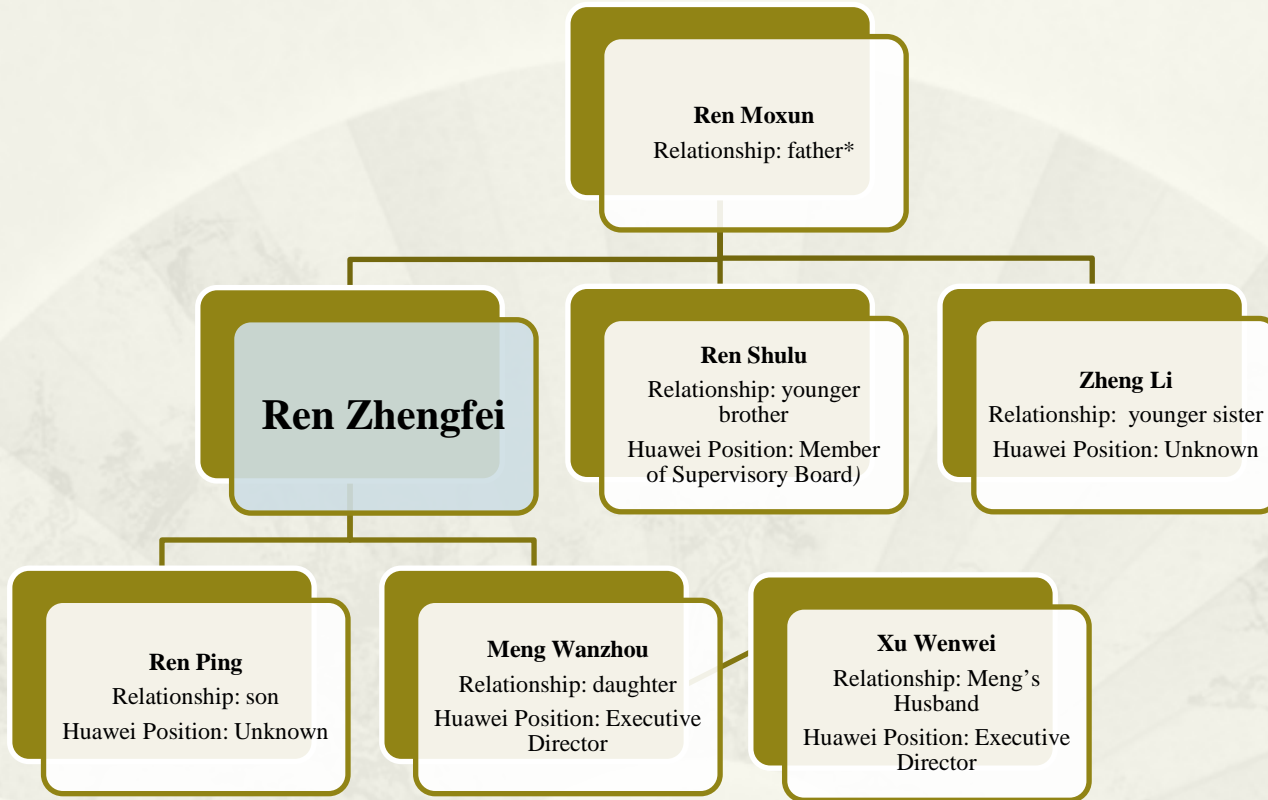 Ren Moxun
Relationship: father*
Ren Zhengfei
Ren Shulu
Relationship: younger
brother
Huawei Position: Member
of Supervisory Board)
Zheng Li
Relationship:  younger sister
Huawei Position: Unknown
Ren Ping
Relationship: son
Huawei Position: Unknown
Meng Wanzhou
Relationship: daughter
Huawei Position: Executive
Director
Xu Wenwei
Relationship: Meng’s
Husband
Huawei Position: Executive
Director